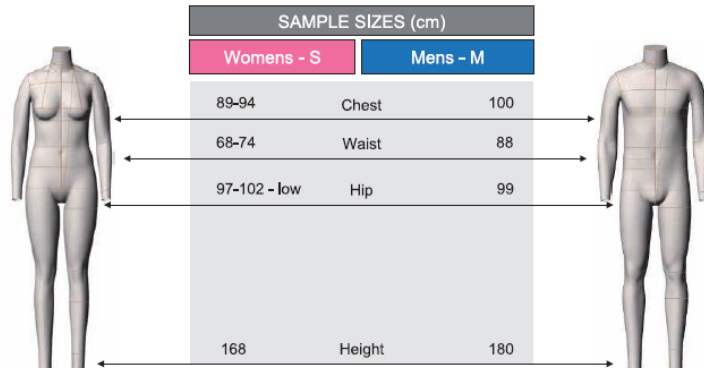 SAMPLE SIZES (cm)
Womens - S Mens – M
89-94 Chest 100
68-74 Waist 88
97-102 - low Hip 99
168 Height 180